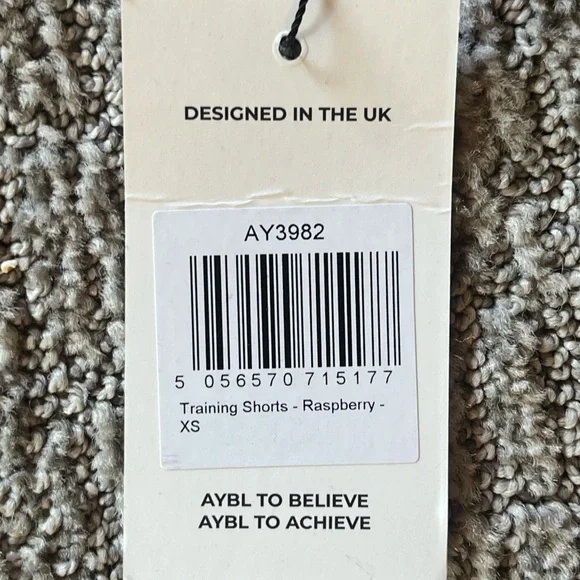 DESIGNED IN THE UK
AY3982
5 056570 715177
Training Shorts - Raspberry -
XS
AYBL TO BELIEVE
AYBL TO ACHIEVE